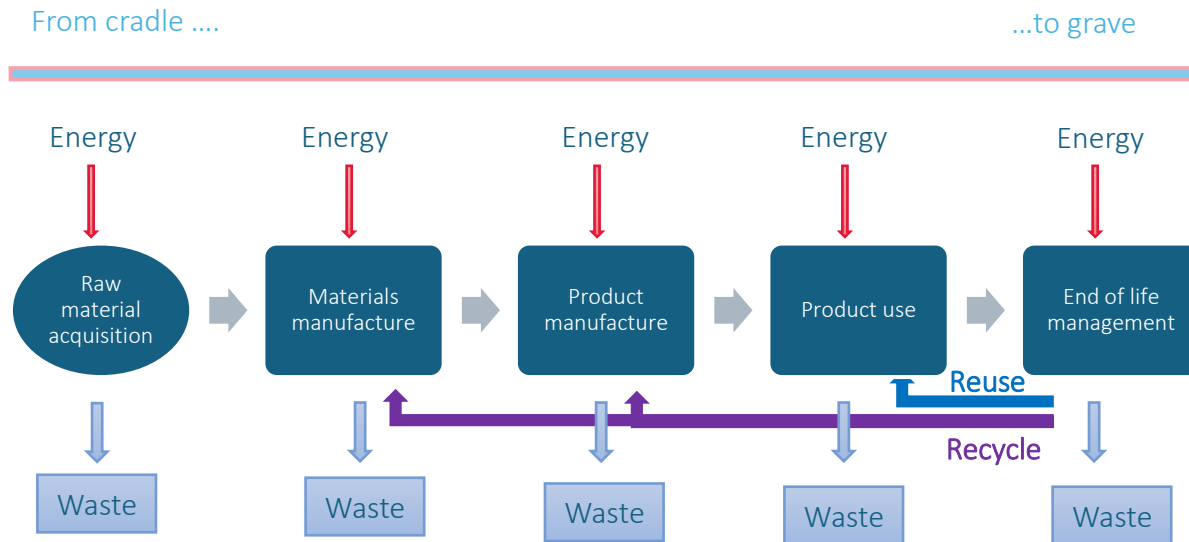 From cradle ....
...to grave
Energy
Energy
Energy
Energy
Energy
Raw
material
acquisition
Materials
manufacture
Product
manufacture
Product use
End of life
management
Reuse
Recycle
Waste
Waste
Waste
Waste
Waste